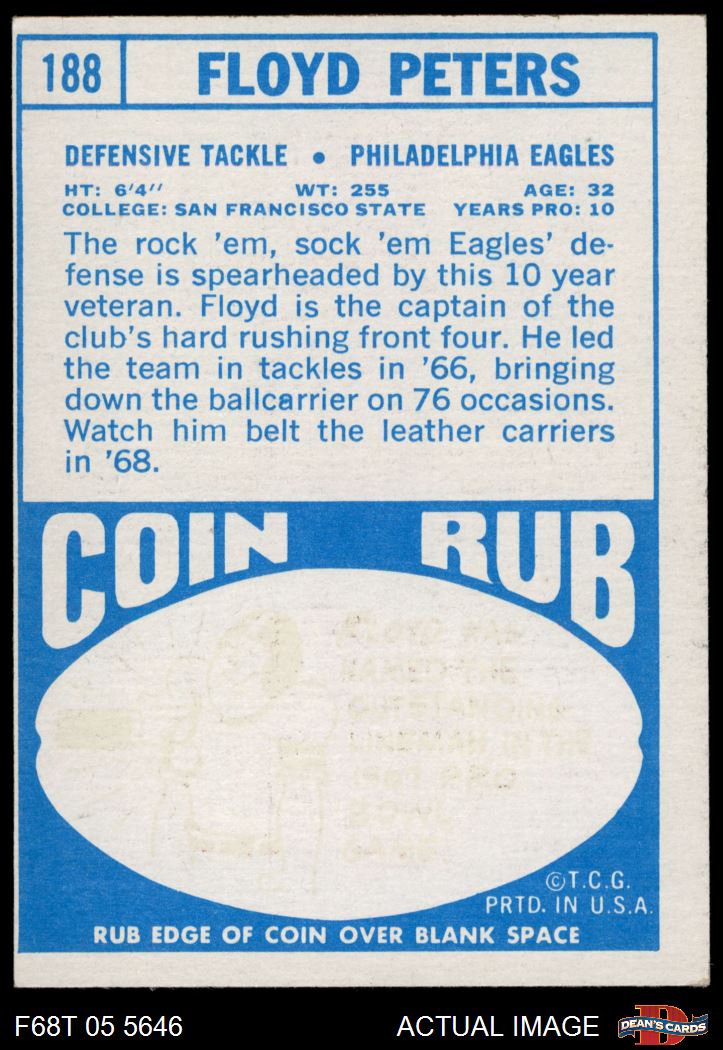 188 FLOYD PETERS
DEFENSIVE TACKLE • PHILADELPHIA EAGLES
HT: 6'4'' WT: 255 AGE: 32
COLLEGE: SAN FRANCISCO STATE YEARS PRO: 10
The rock 'em, sock 'em Eagles' de-
fense is spearheaded by this 10 year
veteran. Floyd is the captain of the
club's hard rushing front four. He led
the team in tackles in '66, bringing
down the ballcarrier on 76 occasions.
Watch him belt the leather carriers
in '68.
COIN RUB
©T.C.G.
PRTD. IN U.S.A.
RUB EDGE OF COIN OVER BLANK SPACE
F68T 05 5646 ACTUAL IMAGE
DEAN'S CARDS